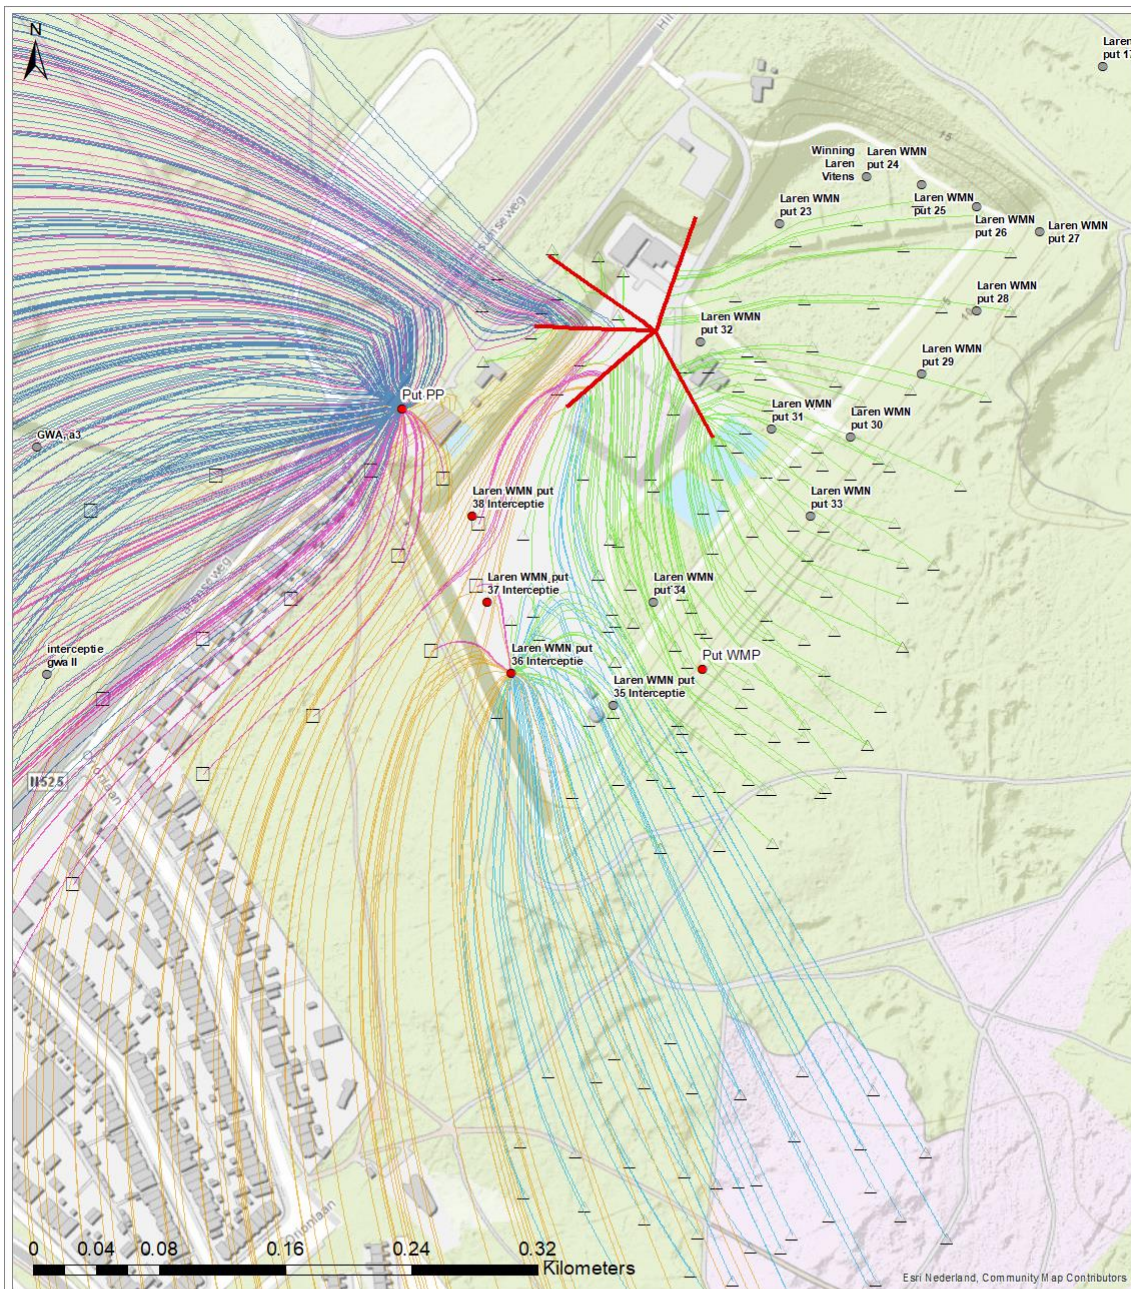 N
Laren
put 17
Winning
Laren
Vitens
Laren WMN
put 24
Laren WMN
put 23
Laren WMN
put 25
Laren WMN
put 26
Laren WMN
put 27
Laren WMN
put 28
15
Laren WMN
put 32
Laren WMN
put 29
Put PP
Laren WMN
put 31
Laren WMN
put 30
GWA, a3
Laren WMN put
38 Interceptie
Laren WMN
put 33
Laren WMN put
37 Interceptie
Laren WMN
put 34
interceptie
gwa II
Laren WMN put
36 Interceptie
Put WMP
Laren WMN put
35 Interceptie
N525
0 0.04 0.08 0.16 0.24 0.32
Kilometers
Esri Nederland, Community Map Contributors